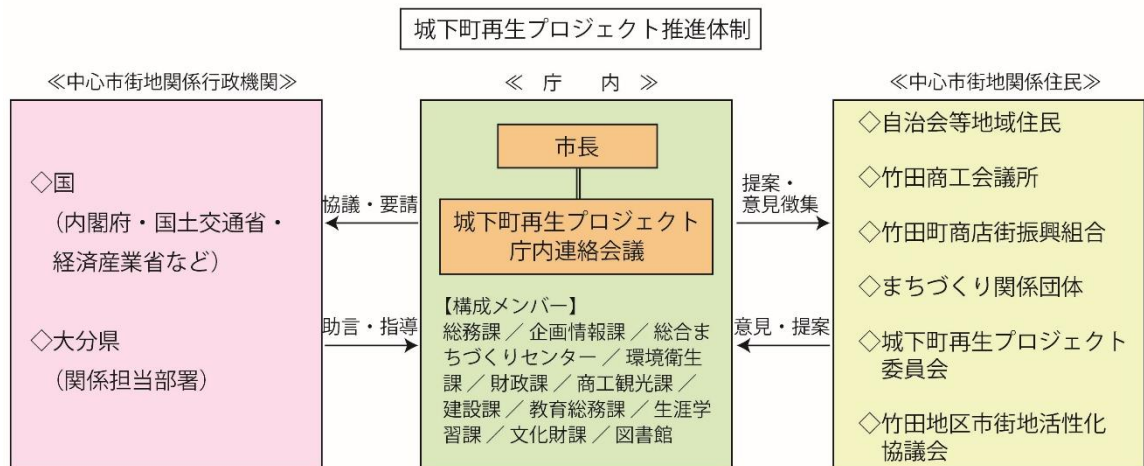 城下町再生プロジェクト推進体制
≪中心市街地関係行政機関≫
◇国
（内閣府・国土交通省・
経済産業省など）
◇大分県
（関係担当部署）
協議・要請
助言・指導
≪ 庁 内 ≫
市長
城下町再生プロジェクト
庁内連絡会議
【構成メンバー】
総務課 ／ 企画情報課 ／ 総合ま
ちづくりセンター ／ 環境衛生
課 ／ 財政課 ／ 商工観光課 ／
建設課 ／ 教育総務課 ／ 生涯学
習課 ／ 文化財課 ／ 図書館
提案・
意見徴集
意見・提案
≪中心市街地関係住民≫
◇自治会等地域住民
◇竹田商工会議所
◇竹田町商店街振興組合
◇まちづくり関係団体
◇城下町再生プロジェクト
委員会
◇竹田地区市街地活性化
協議会